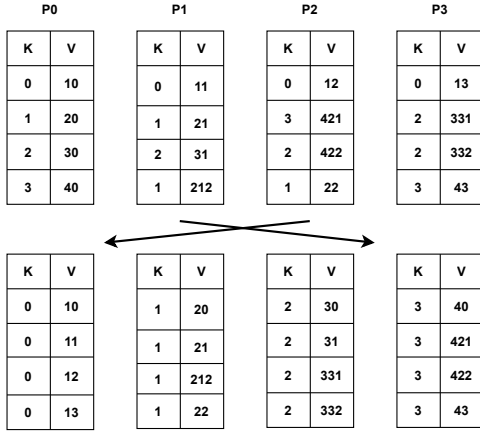 P0 P1 P2 P3
K V K V K V K V
0 10 0 11 0 12 0 13
1 20 1 21 3 421 2 331
2 30 2 31 2 422 2 332
3 40 1 212 1 22 3 43
K V K V K V K V
0 10 1 20 2 30 3 40
0 11 1 21 2 31 3 421
0 12 1 212 2 331 3 422
0 13 1 22 2 332 3 43